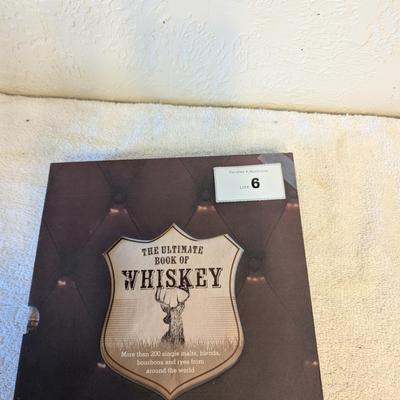 LOT 6
THE ULTIMATE
BOOK OF
WHISKEY
More than 200 single malts, blends,
bourbons and ryes from
around the world